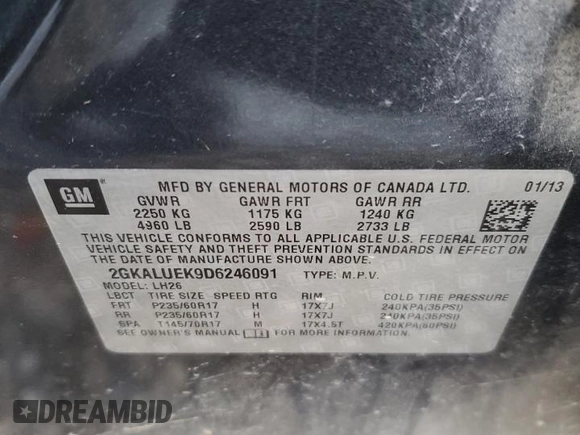 GM
MFD BY GENERAL MOTORS OF CANADA LTD. 01/13
GVWR GAWR FRT GAWR RR
2250 KG 1175 KG 1240 KG
4960 LB 2590 LB 2733 LB
THIS VEHICLE CONFORMS TO ALL APPLICABLE U.S. FEDERAL MOTOR
VEHICLE SAFETY AND THEFT PREVENTION STANDARDS IN EFFECT ON
THE DATE OF MANUFACTURE SHOWN ABOVE.
2GKALUEK9D6246091 TYPE: M.P.V.
MODEL: LH26
LBCT TIRE SIZE SPEED RTG RIM COLD TIRE PRESSURE
FRT P235/60R17 H 17X7J 240KPA(35PSI)
RR P235/60R17 H 17X7J 240KPA(35PSI)
SPA T145/70R17 M 17X4.5T 420KPA(60PSI)
SEE OWNER'S MANUAL FOR MORE INFORMATION.
DREAMBID